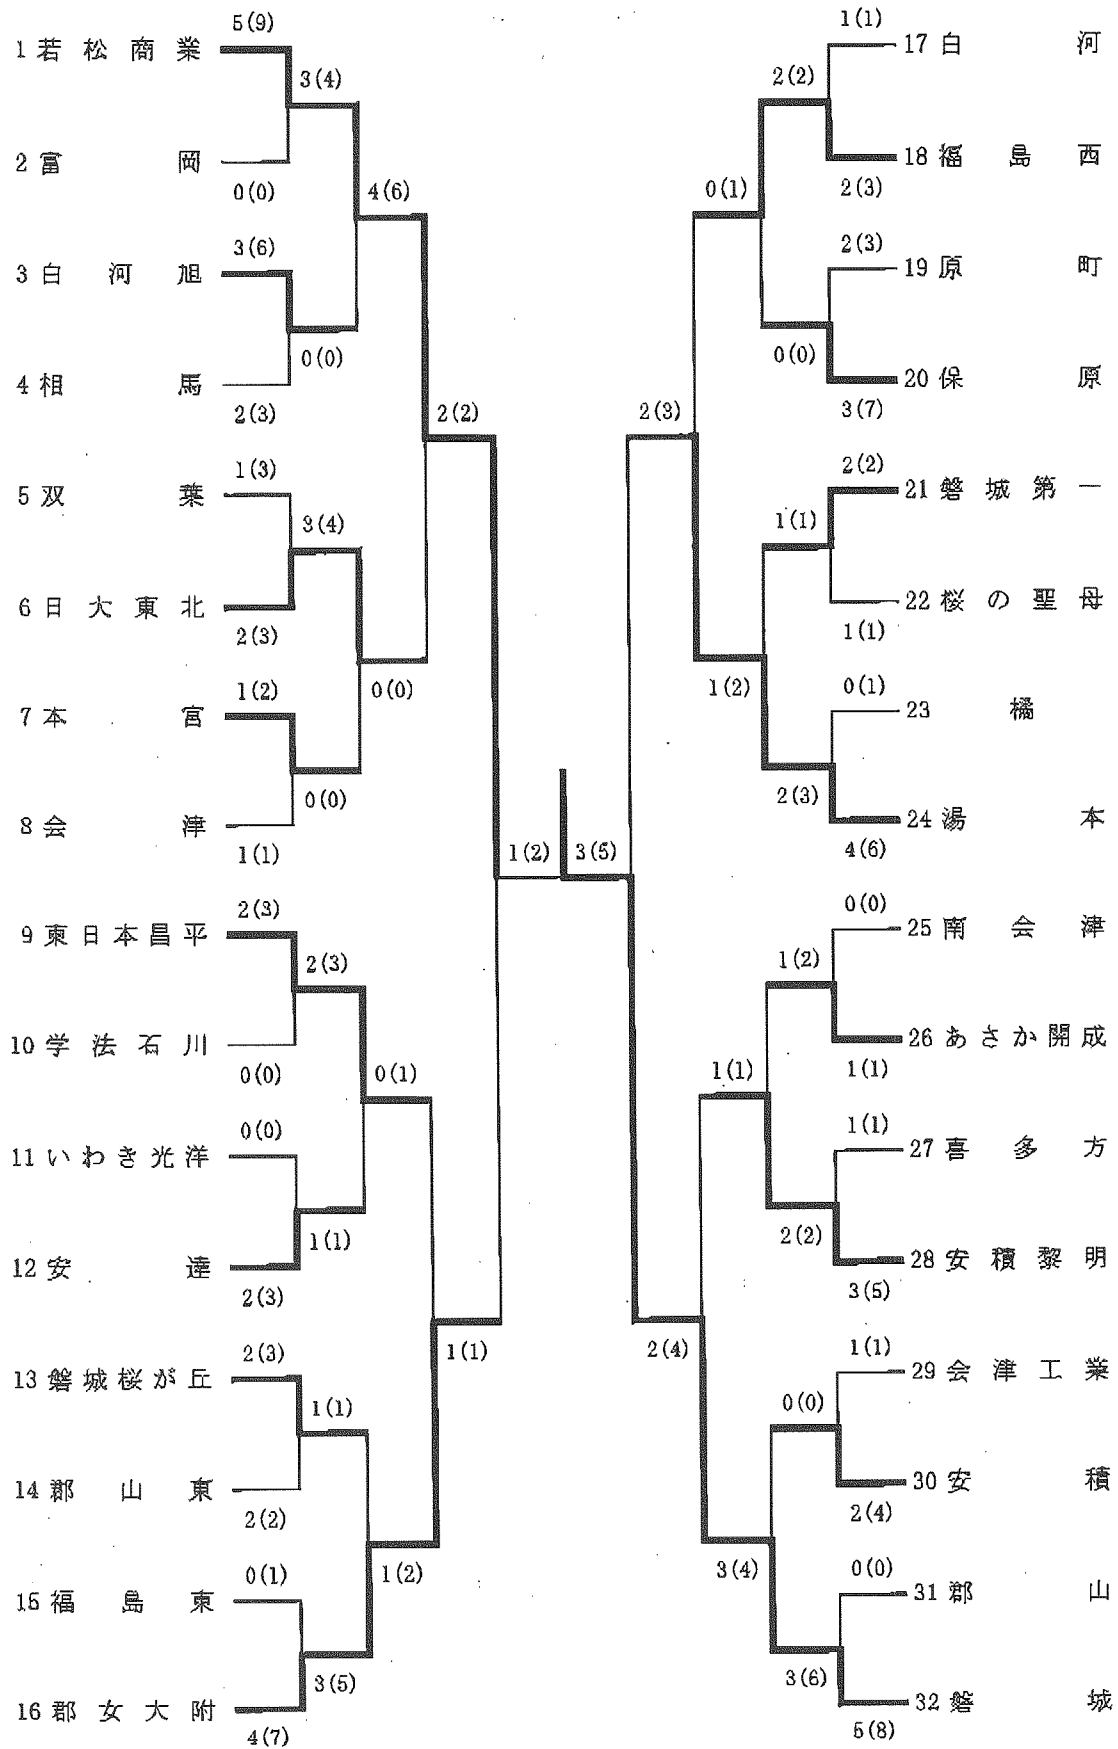 5(9)
1 若松商業
3(4)
2 富岡
0(0)
4(6)
3(6)
3 白河旭
0(0)
4 相馬
2(3)
2(2)
1(3)
5 双葉
3(4)
6 日大東北
2(3)
0(0)
1(2)
7 本宮
0(0)
8 会津
1(1)
1(2)
2(3)
9 東日本昌平
2(3)
10 学法石川
0(0)
0(1)
0(0)
11 いわき光洋
1(1)
12 安達
2(3)
1(1)
2(3)
13 磐城桜が丘
1(1)
14 郡山東
2(2)
1(2)
0(1)
15 福島東
3(5)
16 郡女大附
4(7)
1(1)
17 白河
2(2)
18 福島西
2(3)
0(1)
2(3)
19 原町
0(0)
20 保原
3(7)
2(3)
2(2)
21 磐城第一
1(1)
22 桜の聖母
1(1)
1(2)
0(1)
23 橘
2(3)
24 湯本
4(6)
3(5)
0(0)
25 南会津
1(2)
26 あさか開成
1(1)
1(1)
1(1)
27 喜多方
2(2)
28 安積黎明
3(5)
2(4)
1(1)
29 会津工業
0(0)
30 安積
2(4)
3(4)
0(0)
31 郡山
3(6)
32 磐城
5(8)